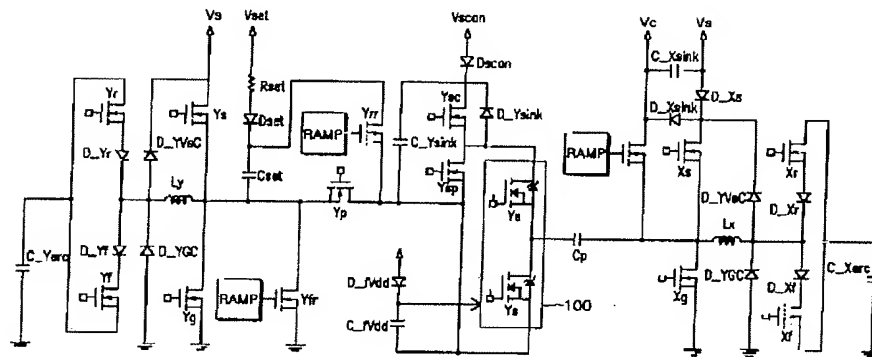 Vs
Vset
Vscan
Vc
Vs
C_Xsink
Dscan
Rset
Yr
Ys
Dset
RAMP
Yrr
Ysc
D_Ysink
C_Ysink
D_Xs
D_Xsink
RAMP
Xs
Xr
D_Yr
D_YVsC
Ly
Cset
Yp
Ysp
Ys
Cp
D_YVsC
Lx
D_Xr
C_Yerc
D_Yf
D_YGC
Yf
Yg
RAMP
Yfr
D_fVdd
C_fVdd
Ys
100
Xg
D_YGC
D_Xf
Xf
C_Xerc